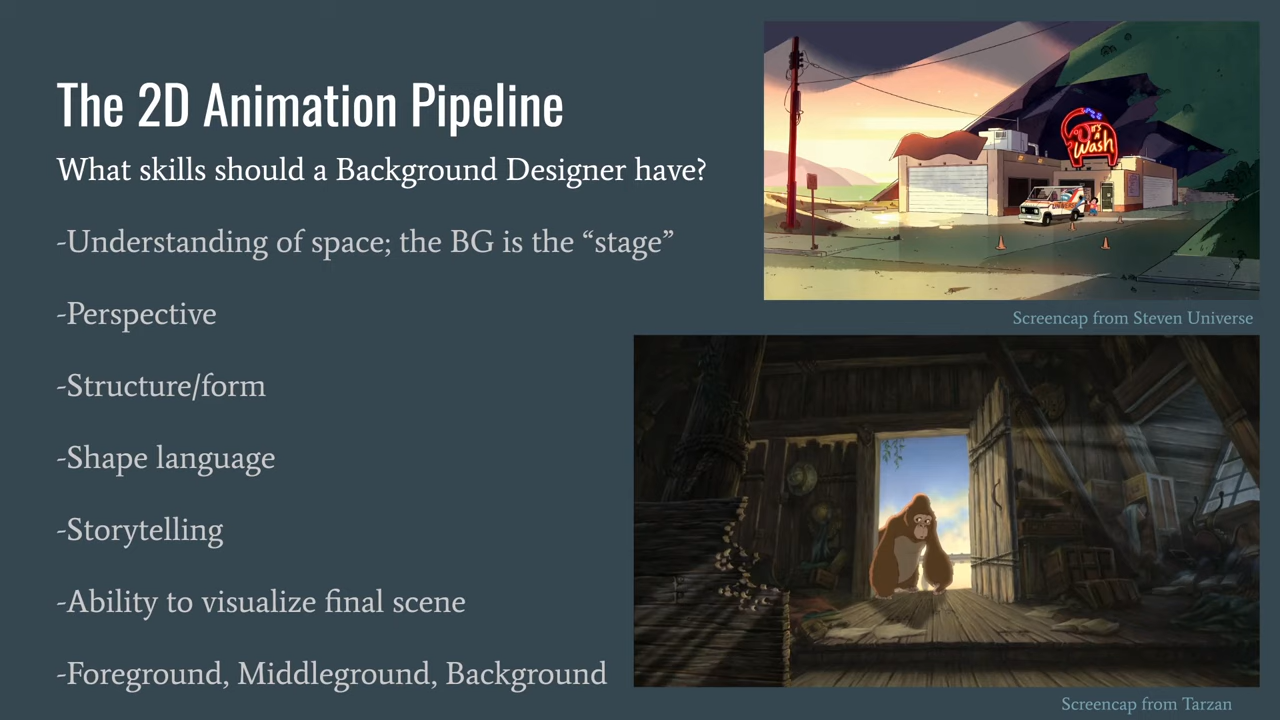 The 2D Animation Pipeline
What skills should a Background Designer have?
-Understanding of space; the BG is the “stage”
-Perspective
-Structure/form
-Shape language
-Storytelling
-Ability to visualize final scene
-Foreground, Middleground, Background
It's
A
Wash
Screencap from Steven Universe
Screencap from Tarzan